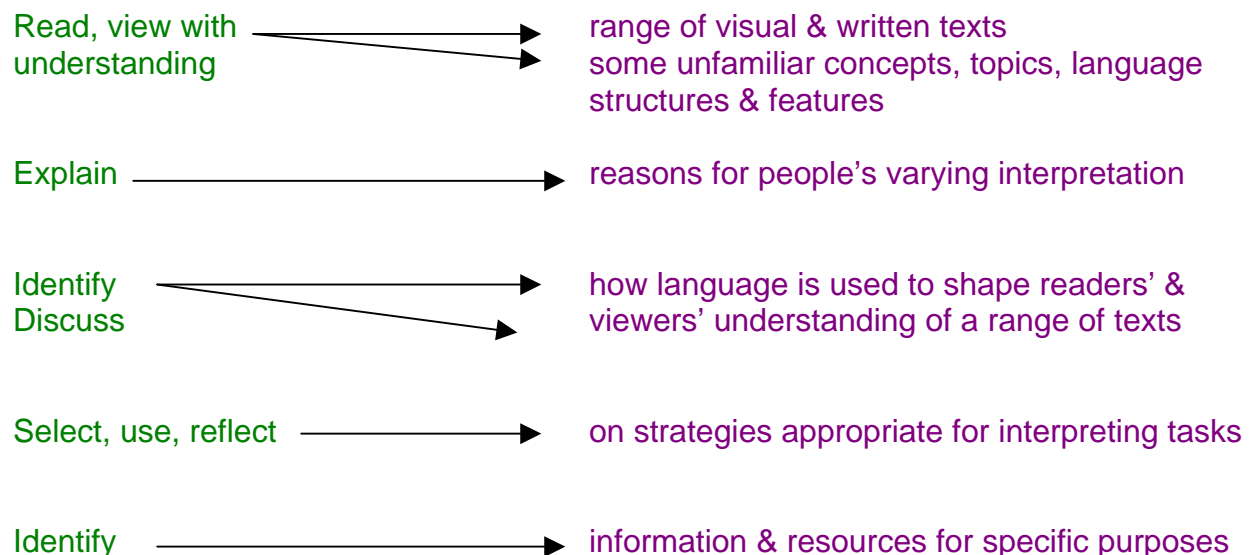 Read, view with range of visual & written texts
understanding some unfamiliar concepts, topics, language
structures & features
Explain reasons for people's varying interpretation
Identify how language is used to shape readers' &
Discuss viewers' understanding of a range of texts
Select, use, reflect on strategies appropriate for interpreting tasks
Identify information & resources for specific purposes